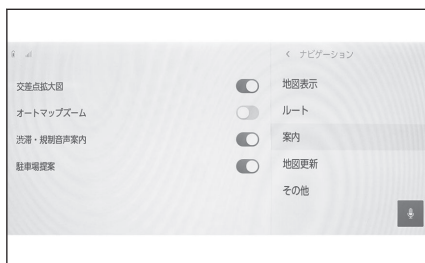 交差点拡大図
オートマップズーム
渋滞・規制音声案内
駐車場提案
ナビゲーション
地図表示
ルート
案内
地図更新
その他